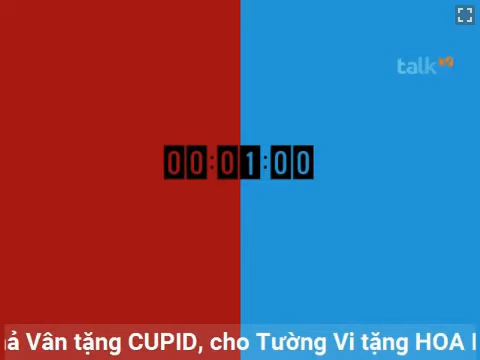 talk
00:01:00
Vân tặng CUPID, cho Tường Vi tặng HOA